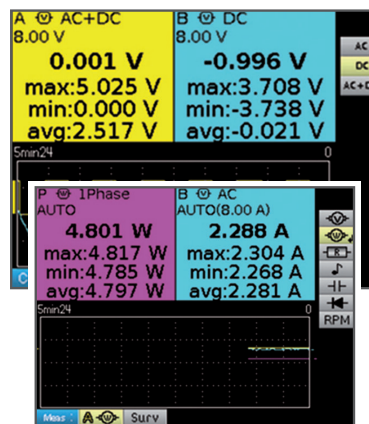 A V AC+DC
8.00 V
0.001 V
max:5.025 V
min:0.000 V
avg:2.517 V
B V DC
8.00 V
-0.996 V
max:3.708 V
min:-3.738 V
avg:-0.021 V
AC
DC
5min24
0
P W 1Phase
AUTO
4.801 W
max:4.817 W
min:4.785 W
avg:4.797 W
B W AC
AUTO(8.00 A)
2.288 A
max:2.304 A
min:2.268 A
avg:2.281 A
V
W
R
RPM
5min24
0
Meas
A W
Surv